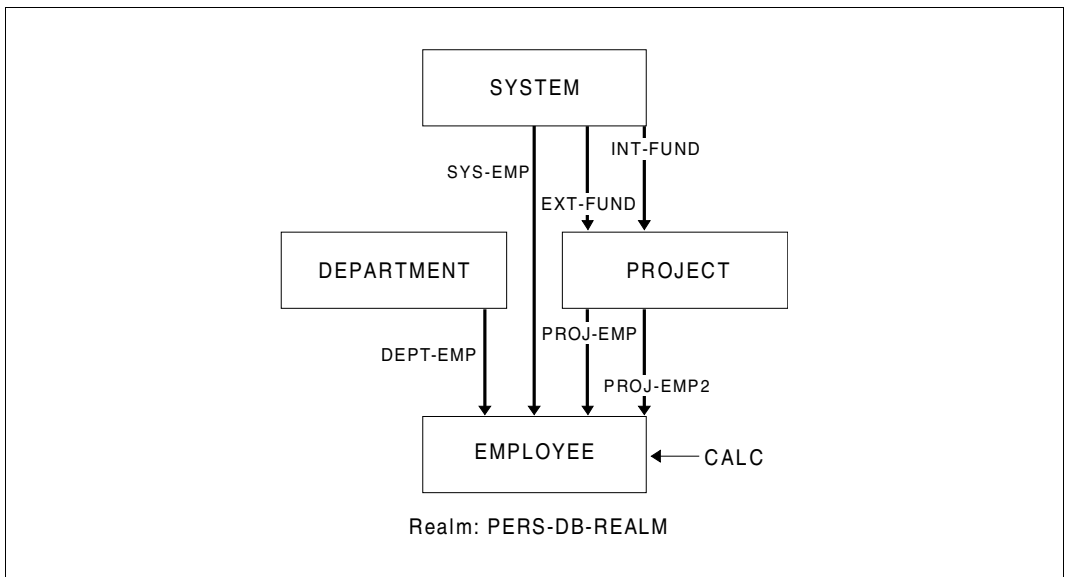 SYSTEM
INT-FUND
SYS-EMP
EXT-FUND
DEPARTMENT
PROJECT
PROJ-EMP
DEPT-EMP
PROJ-EMP2
EMPLOYEE
CALC
Realm: PERS-DB-REALM